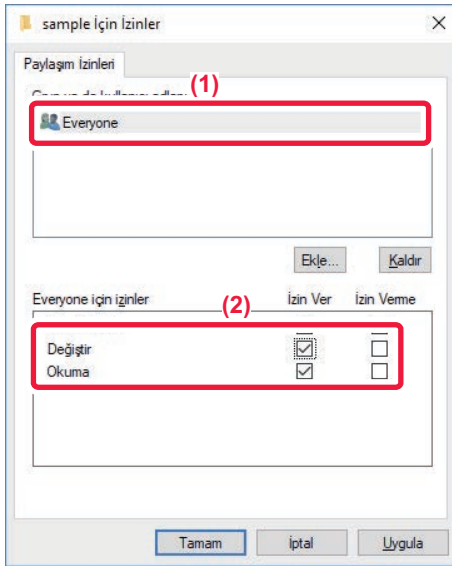 sample İçin İzinler
Paylaşım İzinleri
(1)
Everyone
Ekle...
Kaldır
Everyone için izinler
(2)
İzin Ver
İzin Verme
Değiştir
Okuma
Tamam
İptal
Uygula